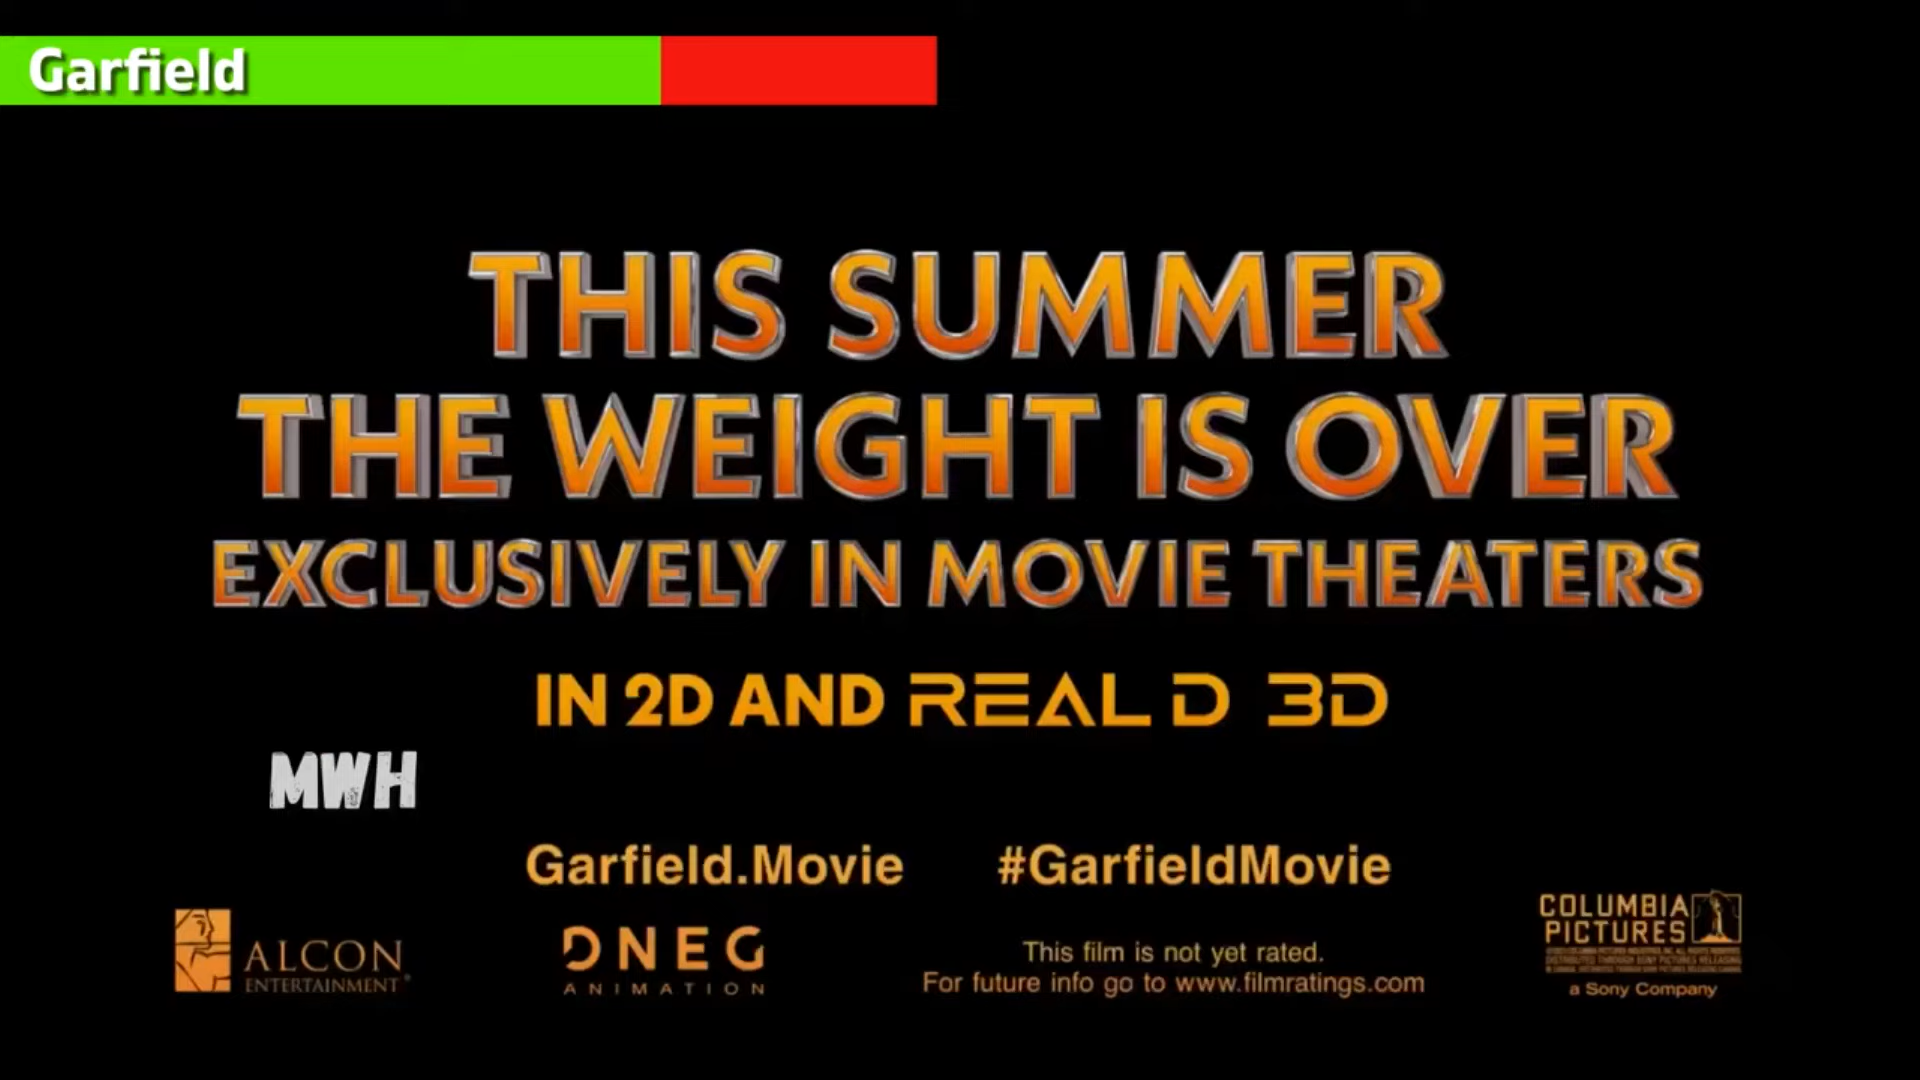 Garfield
THIS SUMMER
THE WEIGHT IS OVER
EXCLUSIVELY IN MOVIE THEATERS
IN 2D AND REAL D 3D
MWH
Garfield.Movie #GarfieldMovie
ALCON
ENTERTAINMENT®
DNEG
ANIMATION
This film is not yet rated.
For future info go to www.filmratings.com
COLUMBIA
PICTURES
a Sony Company